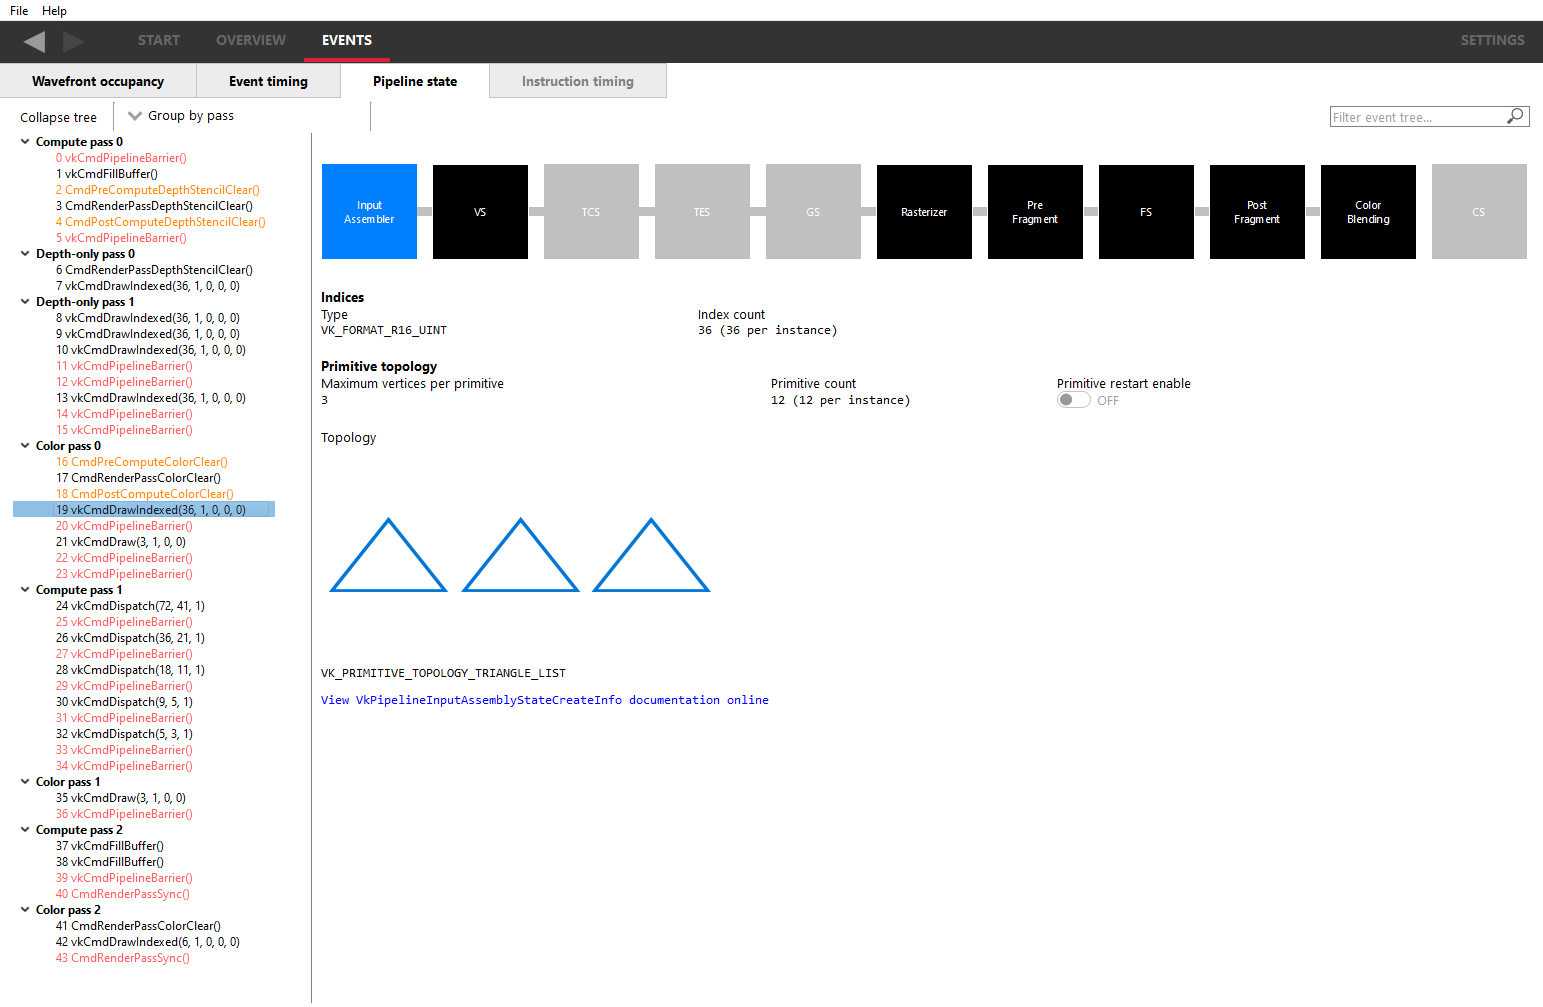 File Help
START OVERVIEW EVENTS SETTINGS
Wavefront occupancy Event timing Pipeline state Instruction timing
Collapse tree Group by pass Filter event tree...
Compute pass 0
0 vkCmdPipelineBarrier()
1 vkCmdFillBuffer()
2 CmdPreComputeDepthStencilClear()
3 CmdRenderPassDepthStencilClear()
4 CmdPostComputeDepthStencilClear()
5 vkCmdPipelineBarrier()
Depth-only pass 0
6 CmdRenderPassDepthStencilClear()
7 vkCmdDrawIndexed(36, 1, 0, 0, 0)
Depth-only pass 1
8 vkCmdDrawIndexed(36, 1, 0, 0, 0)
9 vkCmdDrawIndexed(36, 1, 0, 0, 0)
10 vkCmdDrawIndexed(36, 1, 0, 0, 0)
11 vkCmdPipelineBarrier()
12 vkCmdPipelineBarrier()
13 vkCmdDrawIndexed(36, 1, 0, 0, 0)
14 vkCmdPipelineBarrier()
15 vkCmdPipelineBarrier()
Color pass 0
16 CmdPreComputeColorClear()
17 CmdRenderPassColorClear()
18 CmdPostComputeColorClear()
19 vkCmdDrawIndexed(36, 1, 0, 0, 0)
20 vkCmdPipelineBarrier()
21 vkCmdDraw(3, 1, 0, 0)
22 vkCmdPipelineBarrier()
23 vkCmdPipelineBarrier()
Compute pass 1
24 vkCmdDispatch(72, 41, 1)
25 vkCmdPipelineBarrier()
26 vkCmdDispatch(36, 21, 1)
27 vkCmdPipelineBarrier()
28 vkCmdDispatch(18, 11, 1)
29 vkCmdPipelineBarrier()
30 vkCmdDispatch(9, 5, 1)
31 vkCmdPipelineBarrier()
32 vkCmdDispatch(5, 3, 1)
33 vkCmdPipelineBarrier()
34 vkCmdPipelineBarrier()
Color pass 1
35 vkCmdDraw(3, 1, 0, 0)
36 vkCmdPipelineBarrier()
Compute pass 2
37 vkCmdFillBuffer()
38 vkCmdFillBuffer()
39 vkCmdPipelineBarrier()
40 CmdRenderPassSync()
Color pass 2
41 CmdRenderPassColorClear()
42 vkCmdDrawIndexed(6, 1, 0, 0, 0)
43 CmdRenderPassSync()
Input
Assembler
VS
TCS
TES
GS
Rasterizer
Pre
Fragment
FS
Post
Fragment
Color
Blending
CS
Indices
Type Index count
VK_FORMAT_R16_UINT 36 (36 per instance)
Primitive topology
Maximum vertices per primitive Primitive count Primitive restart enable
3 12 (12 per instance) OFF
Topology
VK_PRIMITIVE_TOPOLOGY_TRIANGLE_LIST
View VkPipelineInputAssemblyStateCreateInfo documentation online